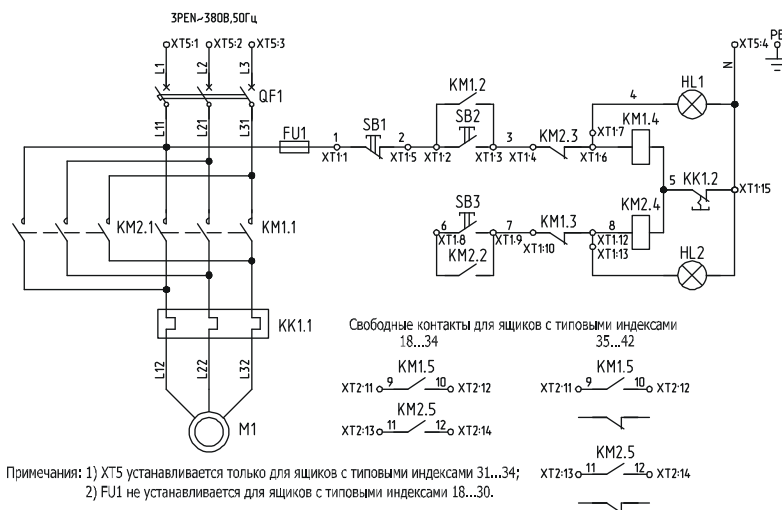 3PEN~380В,50Гц
XT5:1 XT5:2 XT5:3
XT5:4 PE
L1 L2 L3
N
QF1
L11 L21 L31
FU1
1
XT1:1
SB1
2
XT1:5
KM1.2
SB2
XT1:2
XT1:3
3
XT1:4
KM2.3
XT1:6
XT1:7
4
HL1
KM1.4
5
KK1.2
XT1:15
KM2.1
KM1.1
6
XT1:8
SB3
KM2.2
7
XT1:9
KM1.3
XT1:10
8
XT1:12
XT1:13
KM2.4
HL2
KK1.1
L12 L22 L32
M1
Свободные контакты для ящиков с типовыми индексами
18...34 35...42
KM1.5
XT2:11 9 10 XT2:12
KM2.5
XT2:13 11 12 XT2:14
KM1.5
XT2:11 9 10 XT2:12
KM2.5
XT2:13 11 12 XT2:14
Примечания: 1) XT5 устанавливается только для ящиков с типовыми индексами 31...34;
2) FU1 не устанавливается для ящиков с типовыми индексами 18...30.